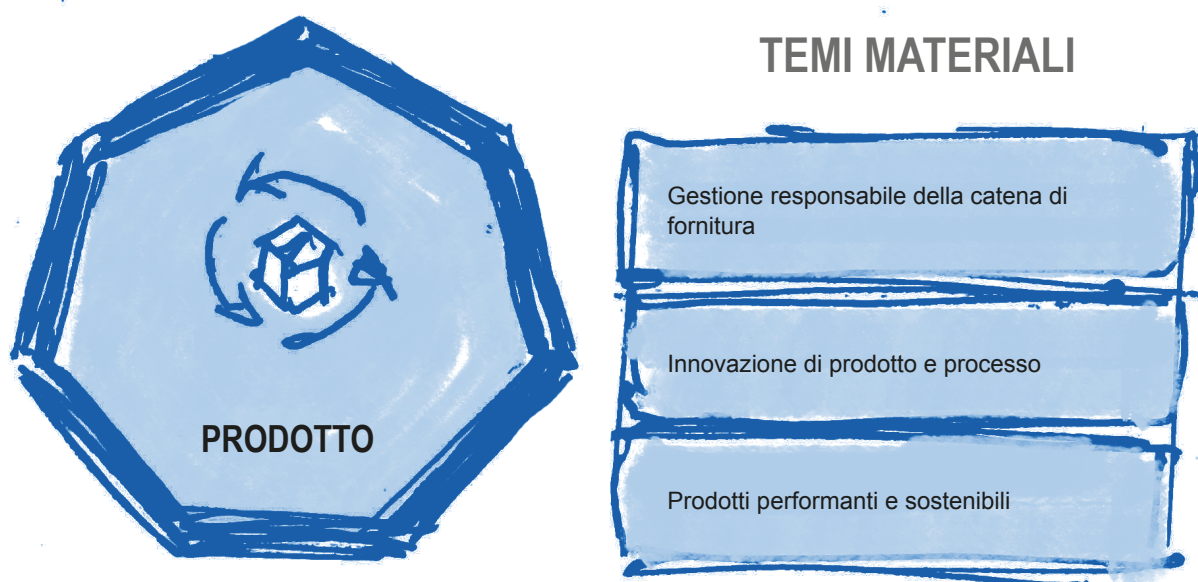 TEMI MATERIALI
Gestione responsabile della catena di
fornitura
Innovazione di prodotto e processo
PRODOTTO
Prodotti performanti e sostenibili